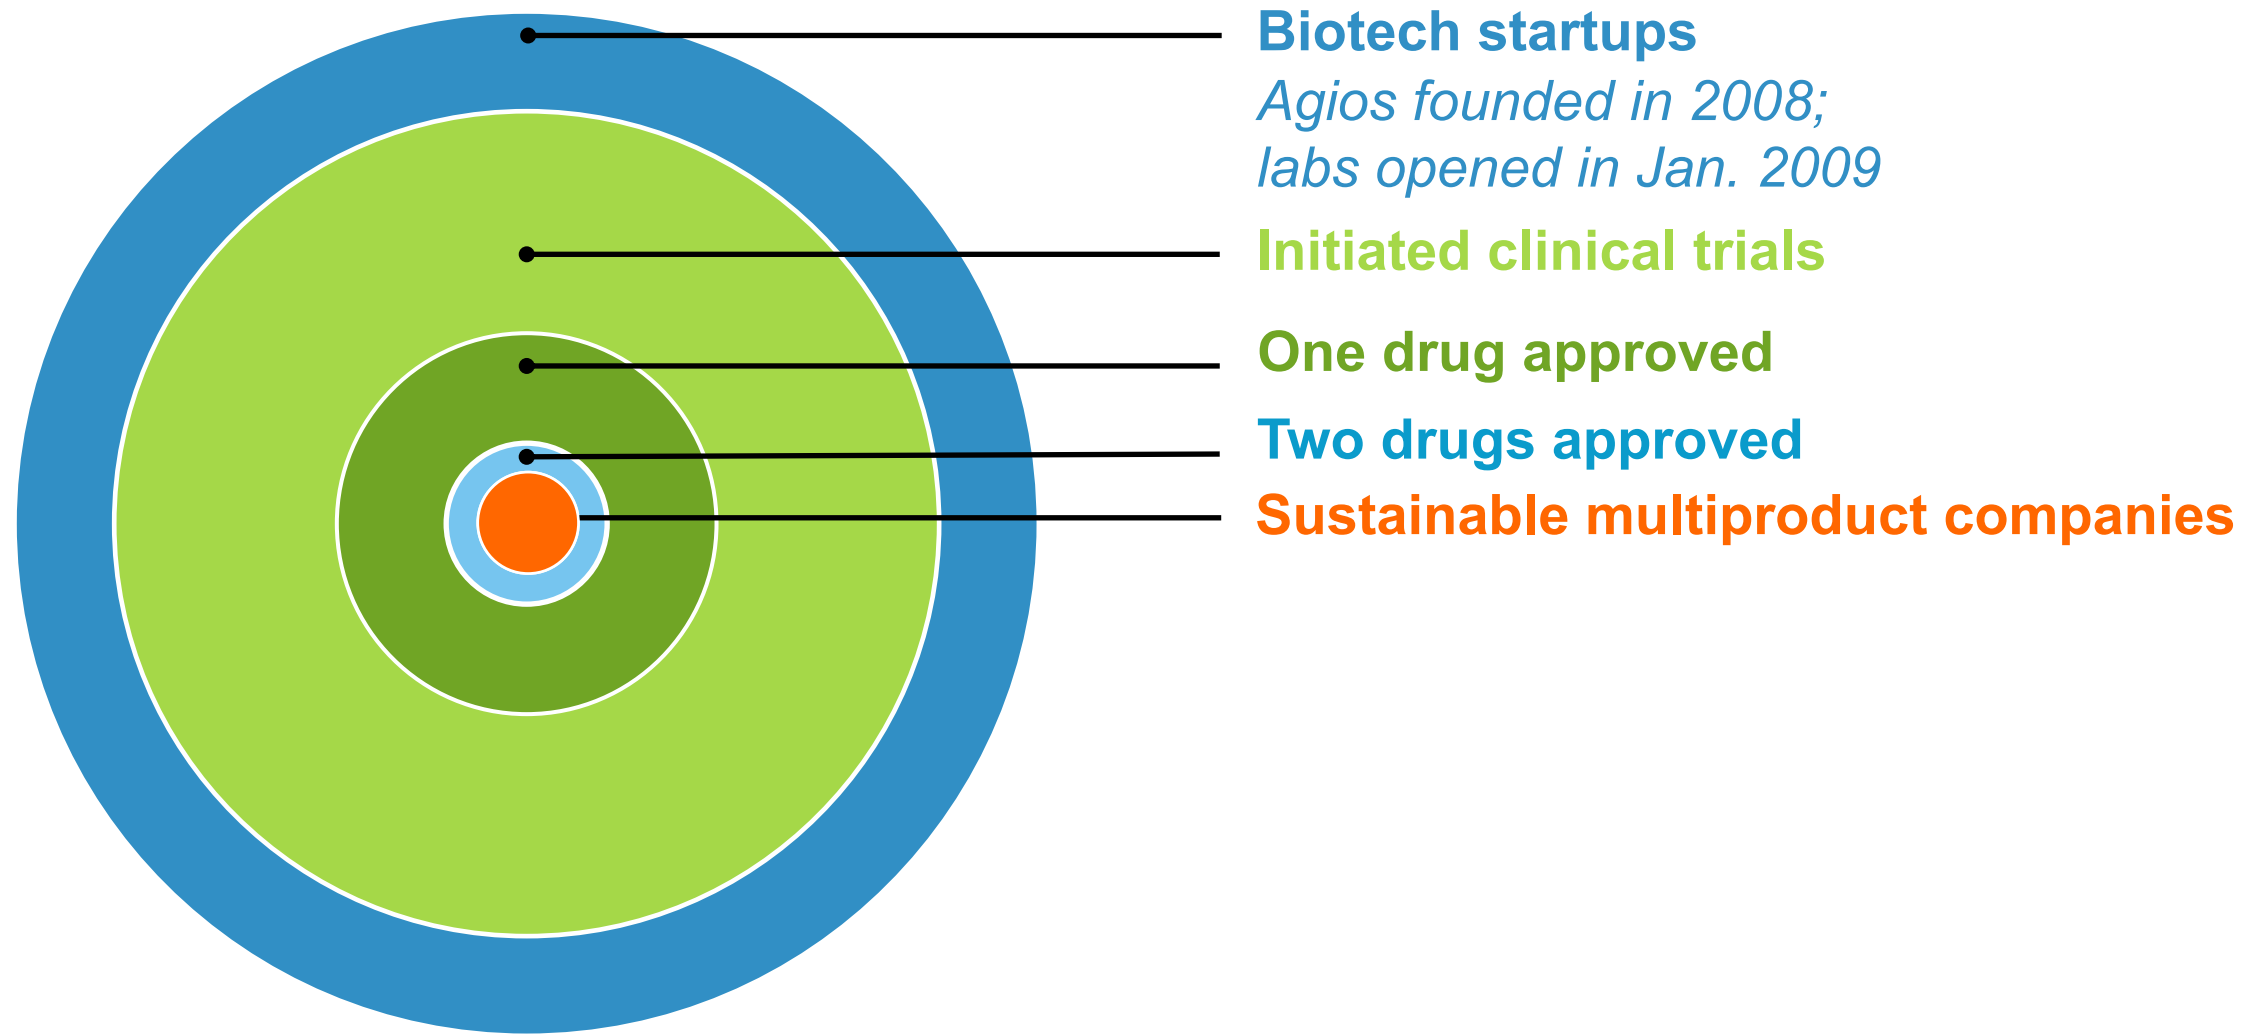 Biotech startups
Agios founded in 2008;
labs opened in Jan. 2009
Initiated clinical trials
One drug approved
Two drugs approved
Sustainable multiproduct companies